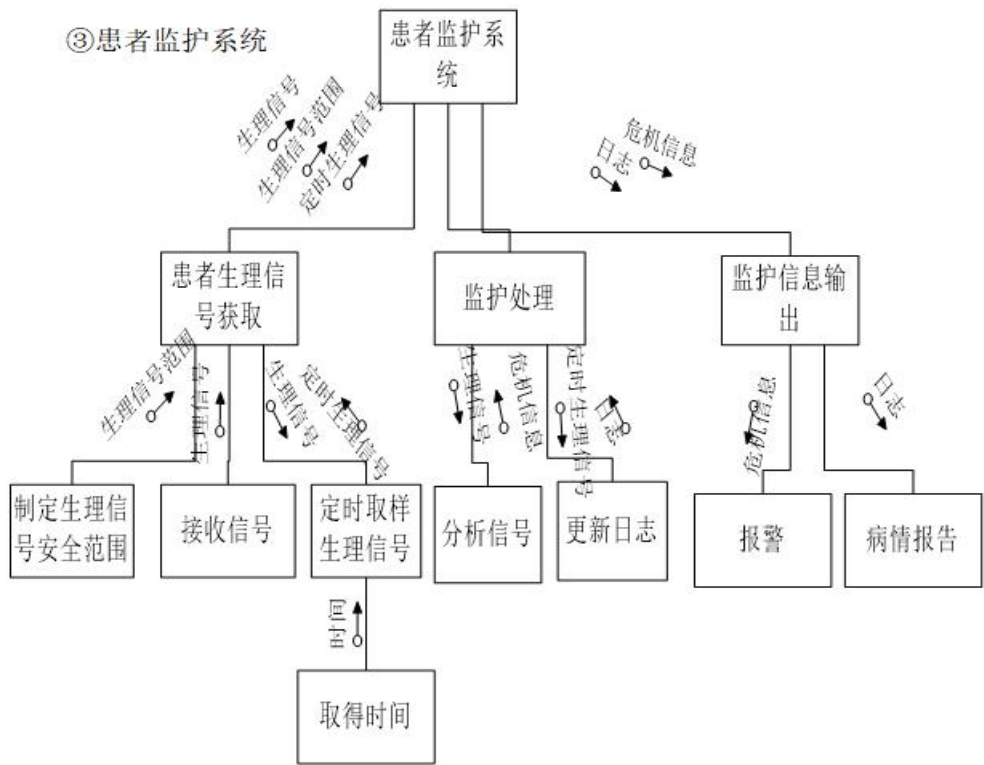 ③患者监护系统
患者监护系
统
生理信号
生理信号范围
定时生理信号
日志
危机信息
患者生理信
号获取
监护处理
监护信息输
出
生理信号范围
生理信号
生理信号
定时生理信号
生理信号
危机信息
定时生理信号
日志
危机信息
日志
制定生理信
号安全范围
接收信号
定时取样
生理信号
分析信号
更新日志
报警
病情报告
时间
取得时间